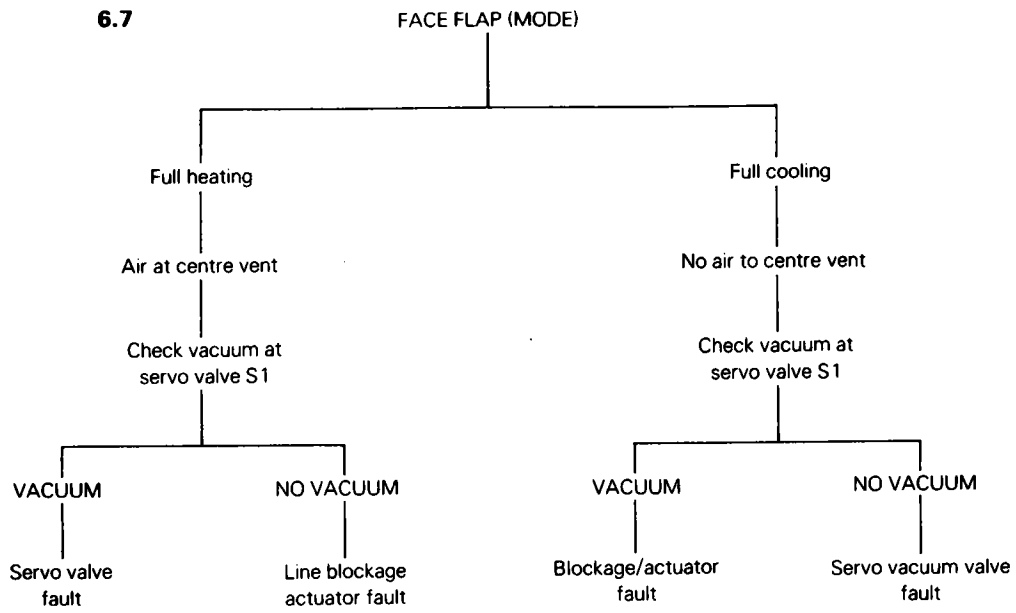 6.7
FACE FLAP (MODE)
Full heating
Full cooling
Air at centre vent
No air to centre vent
Check vacuum at
servo valve S1
Check vacuum at
servo valve S1
VACUUM
NO VACUUM
VACUUM
NO VACUUM
Servo valve
fault
Line blockage
actuator fault
Blockage/actuator
fault
Servo vacuum valve
fault